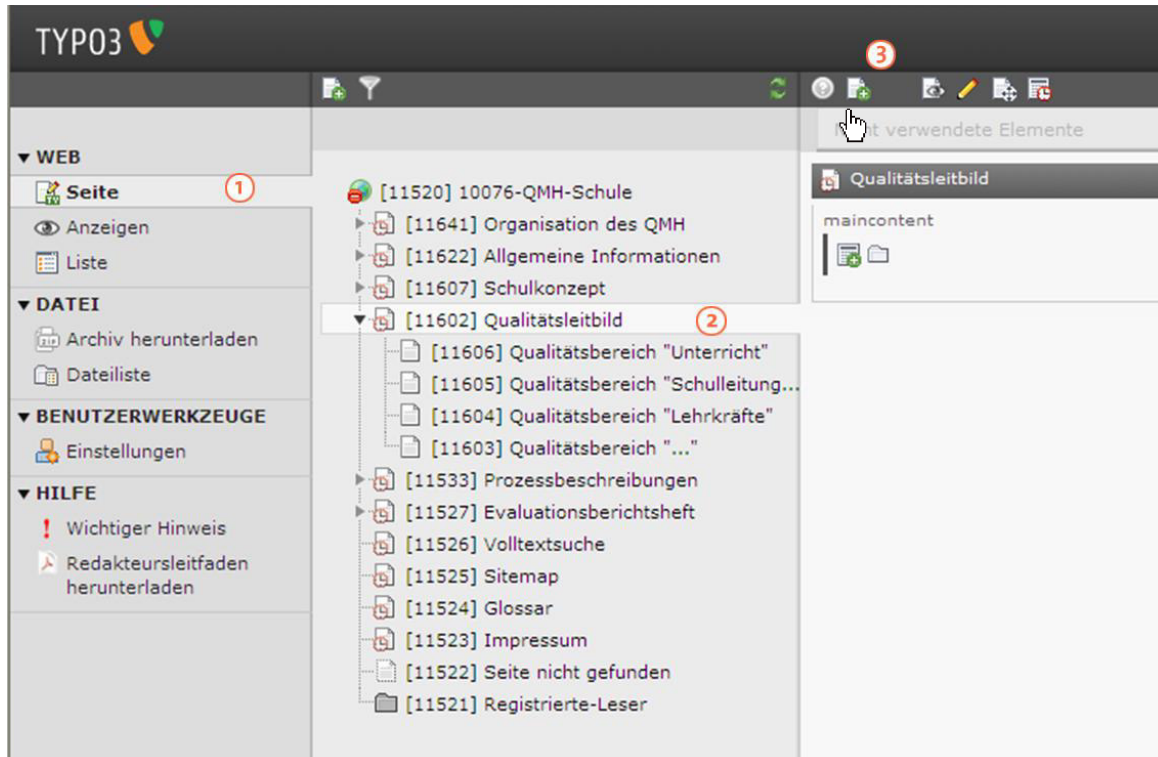 TYPO3
3
Nicht verwendete Elemente
WEB
Seite
1
Anzeigen
Liste
DATEI
Archiv herunterladen
Dateiliste
BENUTZERWERKZEUGE
Einstellungen
HILFE
Wichtiger Hinweis
Redakteursleitfaden
herunterladen
[11520] 10076-QMH-Schule
[11641] Organisation des QMH
[11622] Allgemeine Informationen
[11607] Schulkonzept
[11602] Qualitätsleitbild
2
[11606] Qualitätsbereich "Unterricht"
[11605] Qualitätsbereich "Schulleitung...
[11604] Qualitätsbereich "Lehrkräfte"
[11603] Qualitätsbereich "..."
[11533] Prozessbeschreibungen
[11527] Evaluationsberichtsheft
[11526] Volltextsuche
[11525] Sitemap
[11524] Glossar
[11523] Impressum
[11522] Seite nicht gefunden
[11521] Registrierte-Leser
Qualitätsleitbild
maincontent